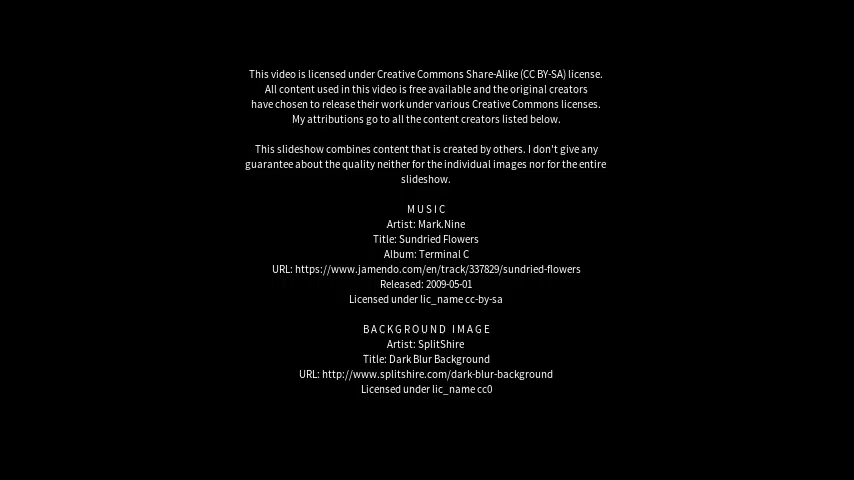 This video is licensed under Creative Commons Share-Alike (CC BY-SA) license.
All content used in this video is free available and the original creators
have chosen to release their work under various Creative Commons licenses.
My attributions go to all the content creators listed below.
This slideshow combines content that is created by others. I don't give any
guarantee about the quality neither for the individual images nor for the entire
slideshow.
MUSIC
Artist: Mark.Nine
Title: Sundried Flowers
Album: Terminal C
URL: https://www.jamendo.com/en/track/337829/sundried-flowers
Released: 2009-05-01
Licensed under lic_name cc-by-sa
BACKGROUND IMAGE
Artist: SplitShire
Title: Dark Blur Background
URL: http://www.splitshire.com/dark-blur-background
Licensed under lic_name cc0